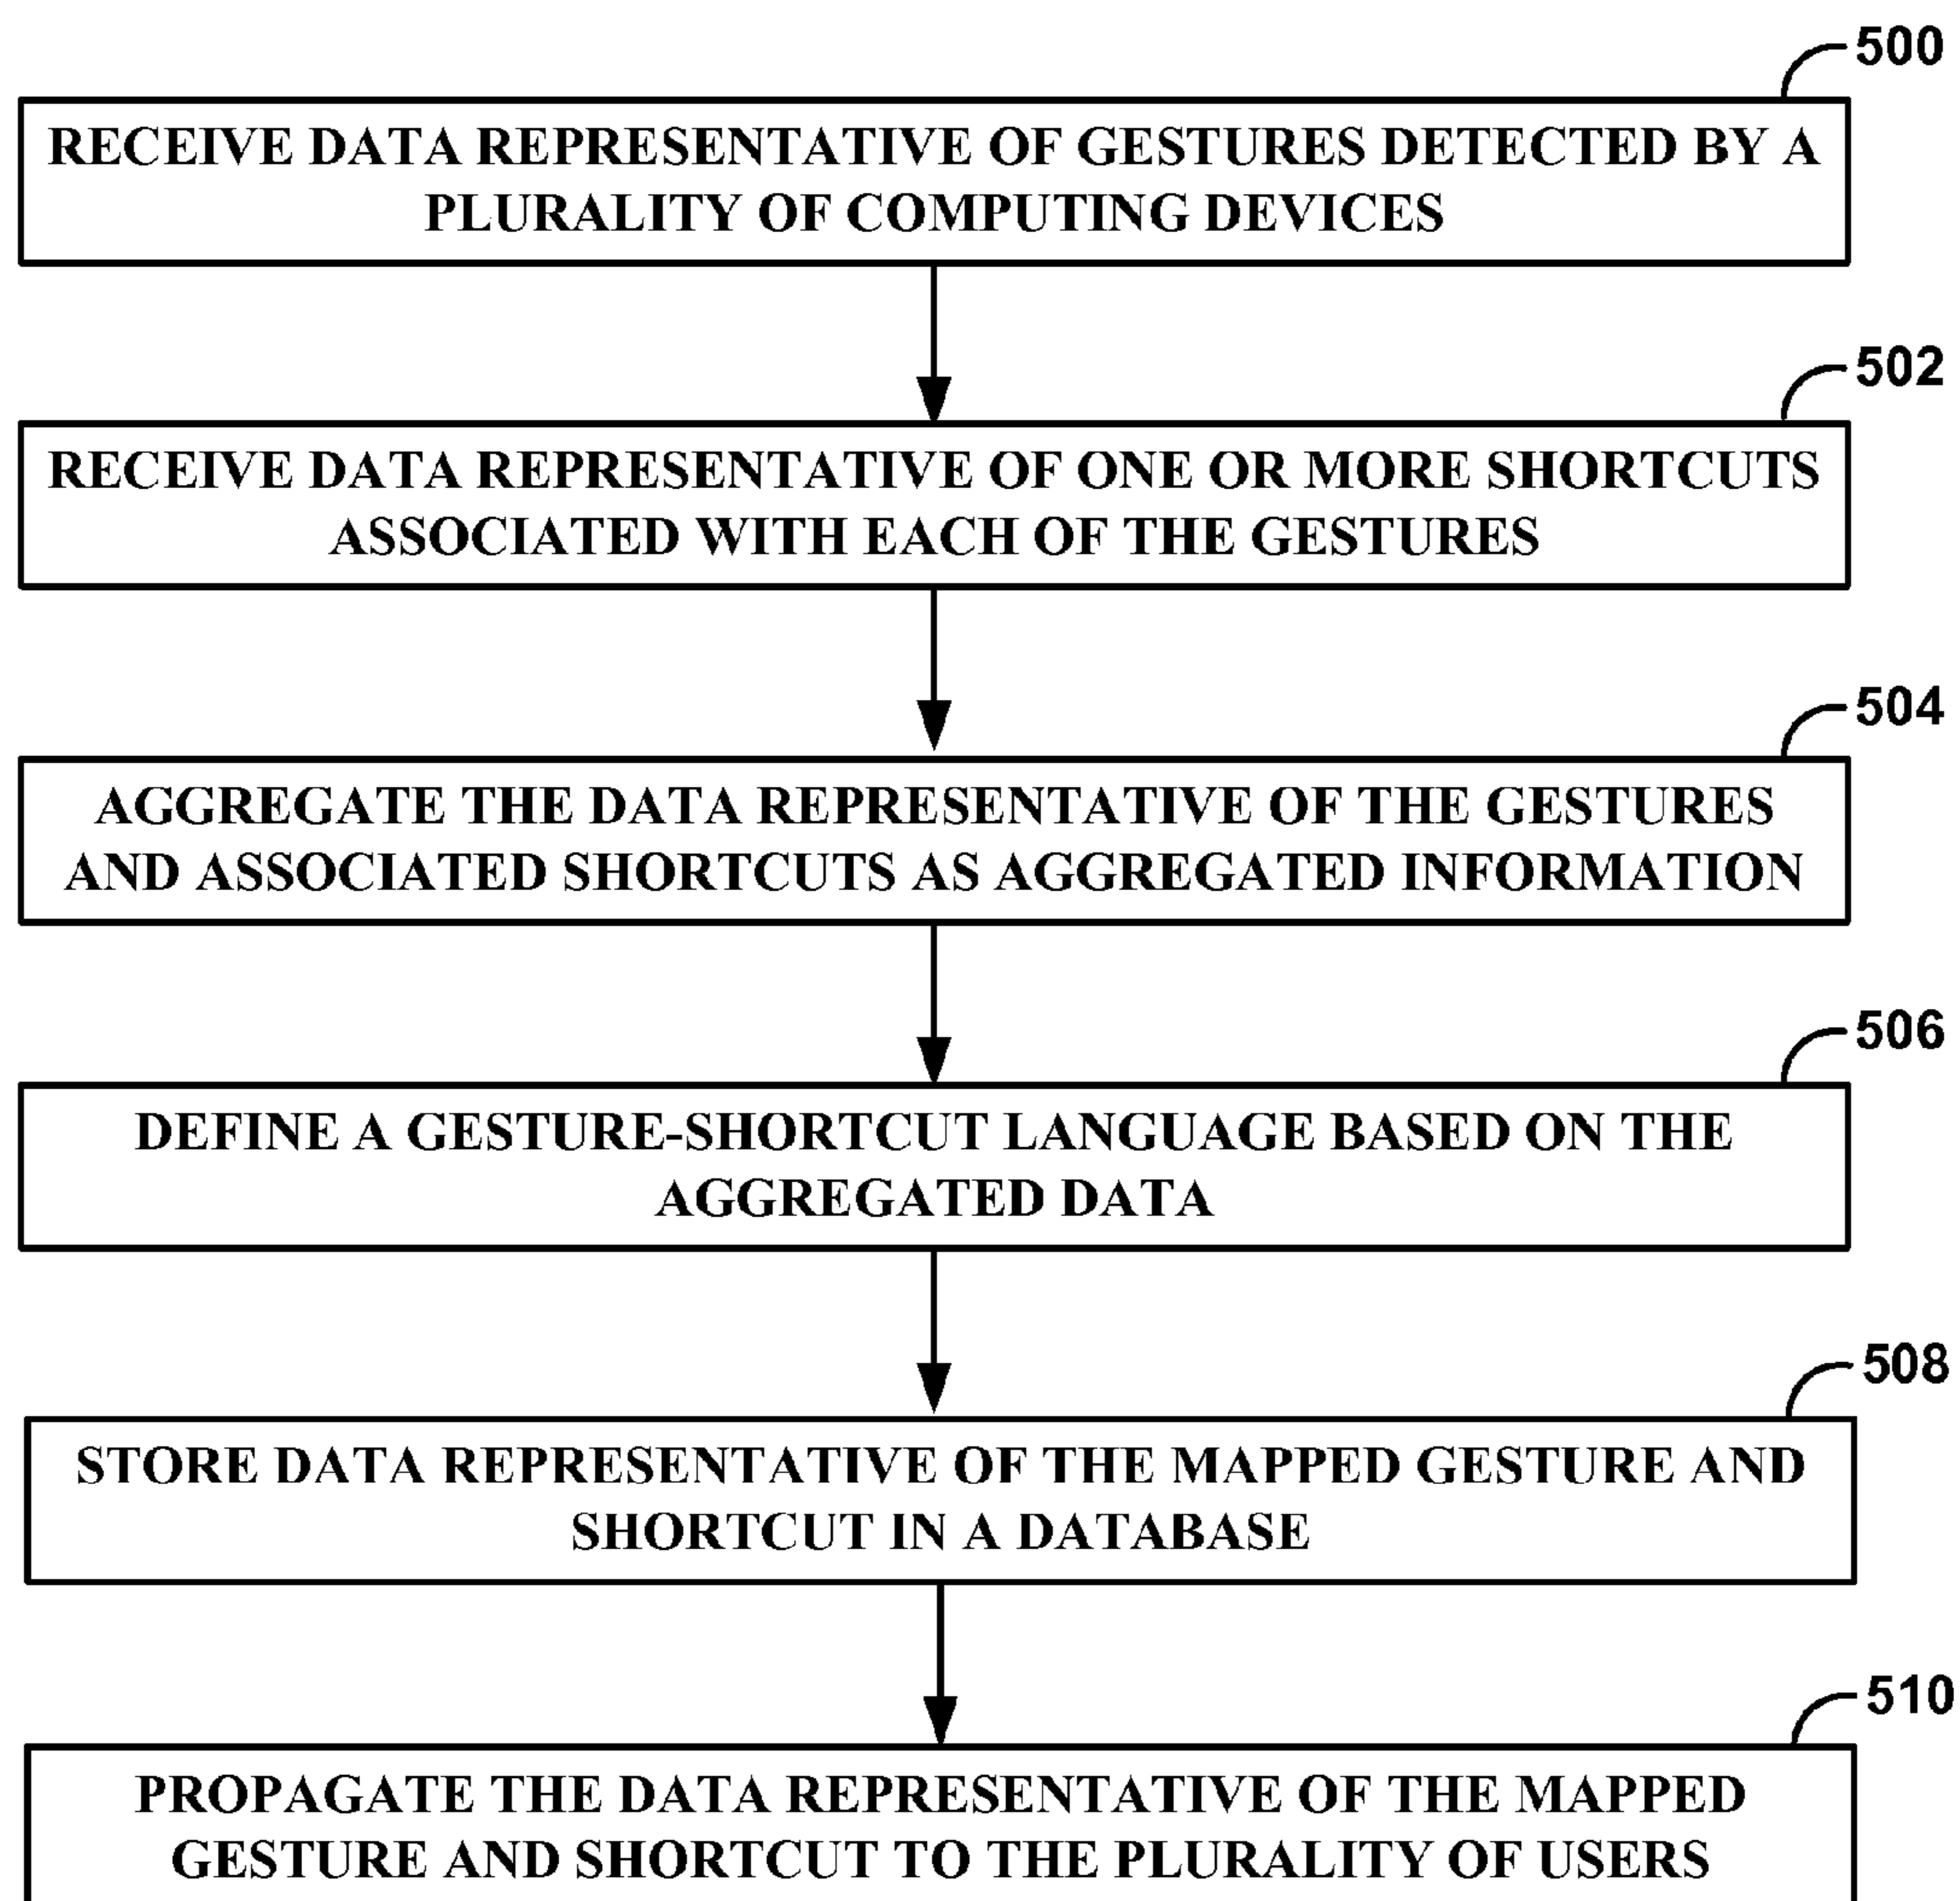 500
RECEIVE DATA REPRESENTATIVE OF GESTURES DETECTED BY A
PLURALITY OF COMPUTING DEVICES
502
RECEIVE DATA REPRESENTATIVE OF ONE OR MORE SHORTCUTS
ASSOCIATED WITH EACH OF THE GESTURES
504
AGGREGATE THE DATA REPRESENTATIVE OF THE GESTURES
AND ASSOCIATED SHORTCUTS AS AGGREGATED INFORMATION
506
DEFINE A GESTURE-SHORTCUT LANGUAGE BASED ON THE
AGGREGATED DATA
508
STORE DATA REPRESENTATIVE OF THE MAPPED GESTURE AND
SHORTCUT IN A DATABASE
510
PROPAGATE THE DATA REPRESENTATIVE OF THE MAPPED
GESTURE AND SHORTCUT TO THE PLURALITY OF USERS